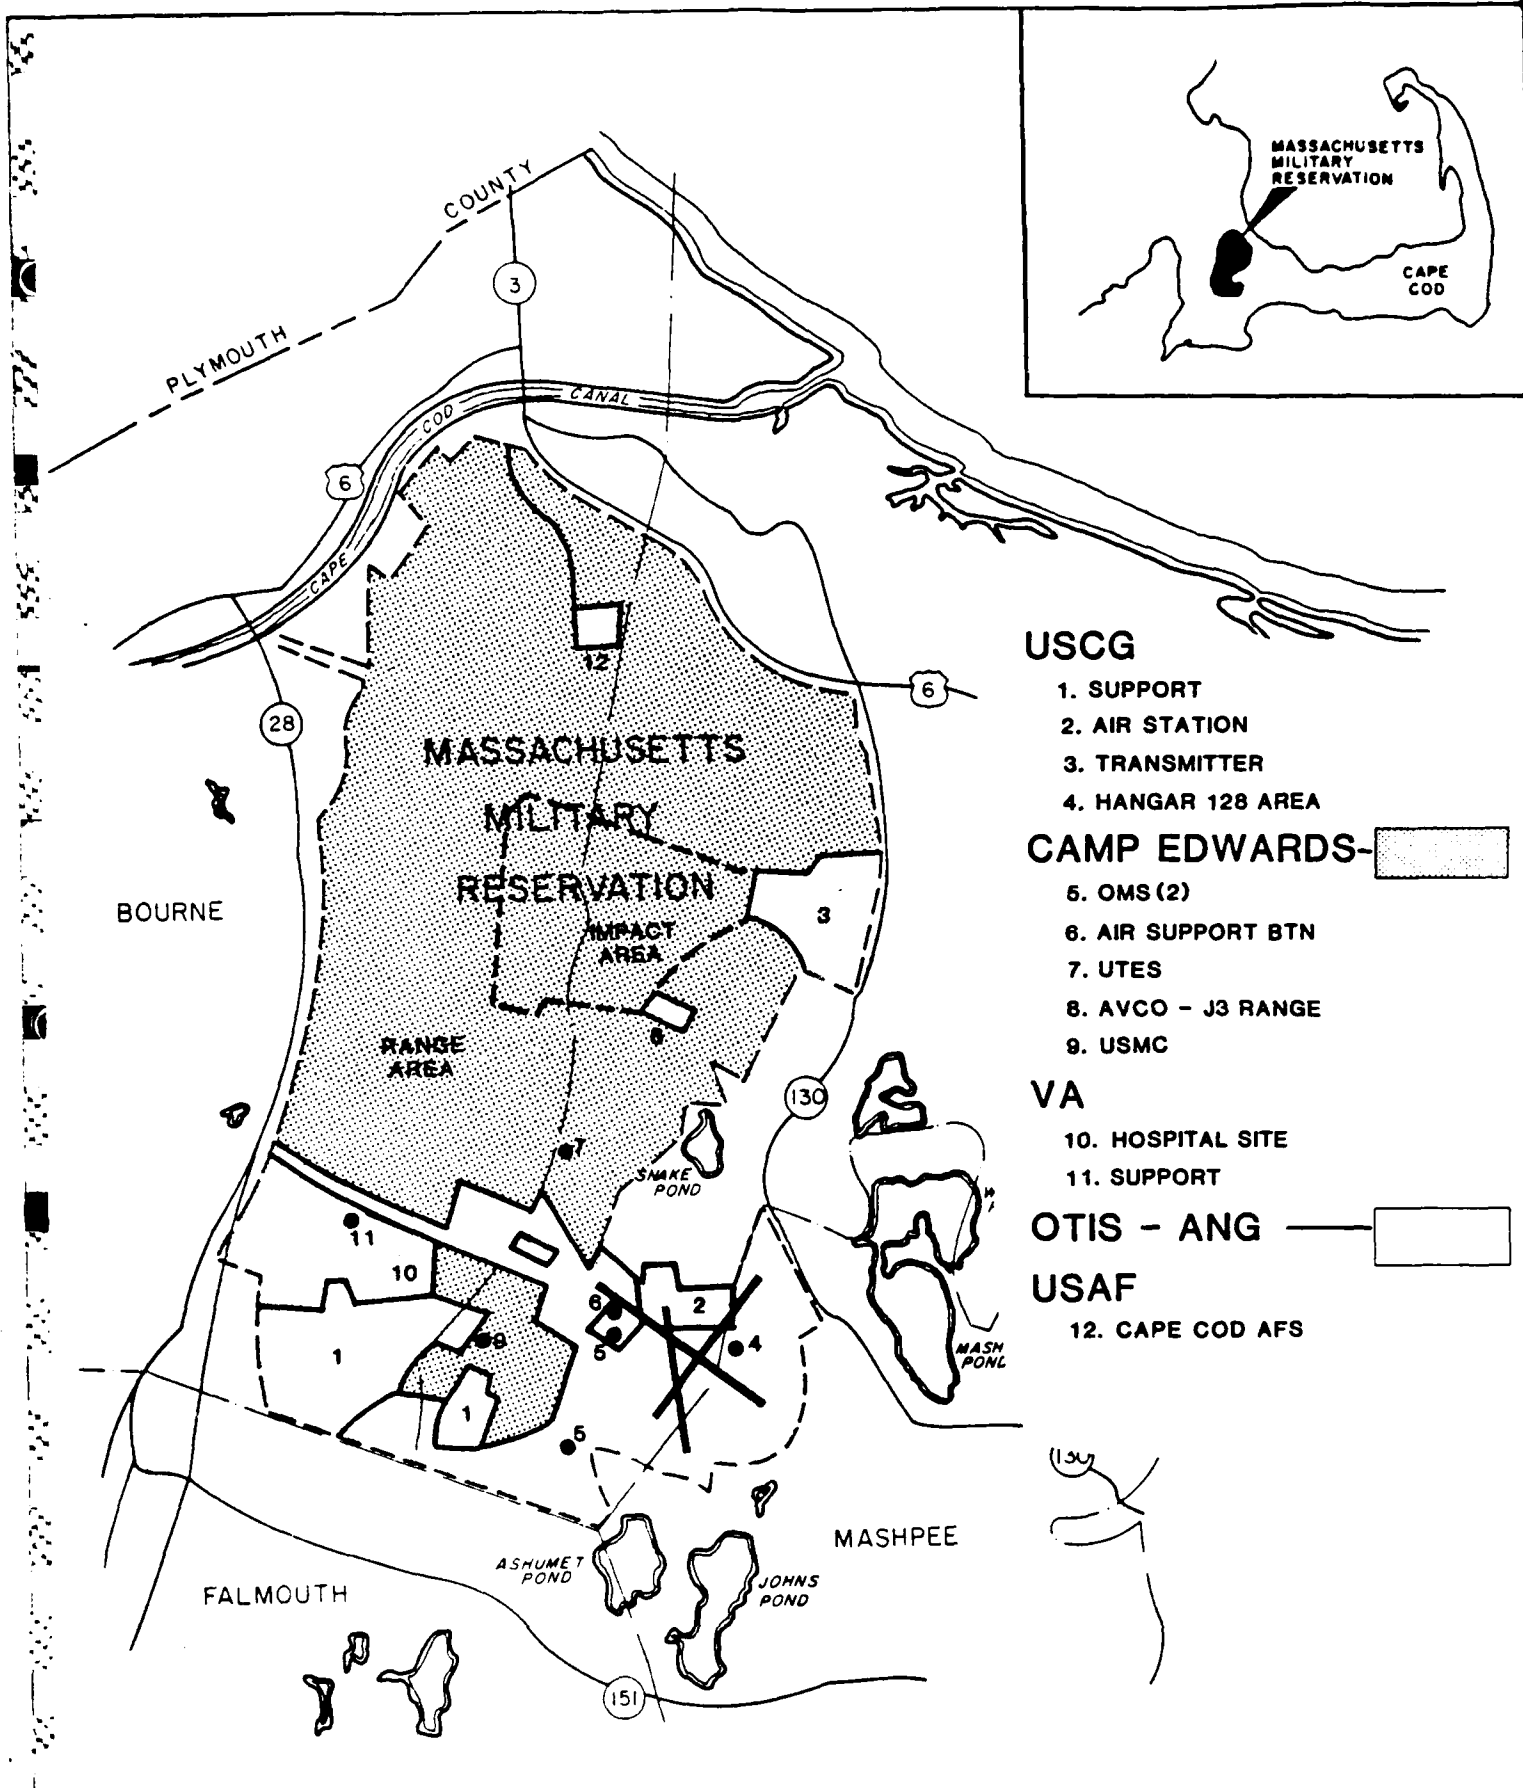 MASSACHUSETTS
MILITARY
RESERVATION
CAPE
COD
PLYMOUTH COUNTY
3
CAPE COD CANAL
6
12
6
28
MASSACHUSETTS
MILITARY
RESERVATION
IMPACT
AREA
3
BOURNE
8
RANGE
AREA
130
7
SNAKE
POND
11
10
6
2
5
4
9
1
1
5
MASH
ASHUMET
POND
JOHNS
POND
MASHPEE
FALMOUTH
151
USCG
1. SUPPORT
2. AIR STATION
3. TRANSMITTER
4. HANGAR 128 AREA
CAMP EDWARDS-
5. OMS (2)
6. AIR SUPPORT BTN
7. UTES
8. AVCO - J3 RANGE
9. USMC
VA
10. HOSPITAL SITE
11. SUPPORT
OTIS - ANG
USAF
12. CAPE COD AFS